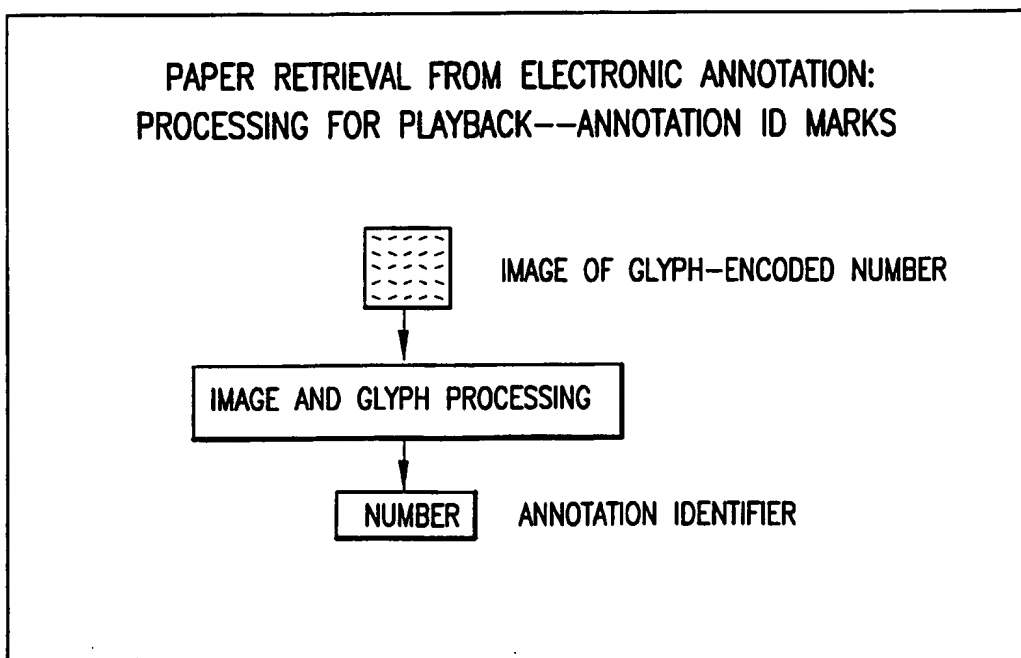 PAPER RETRIEVAL FROM ELECTRONIC ANNOTATION:
PROCESSING FOR PLAYBACK--ANNOTATION ID MARKS
IMAGE OF GLYPH-ENCODED NUMBER
IMAGE AND GLYPH PROCESSING
NUMBER
ANNOTATION IDENTIFIER